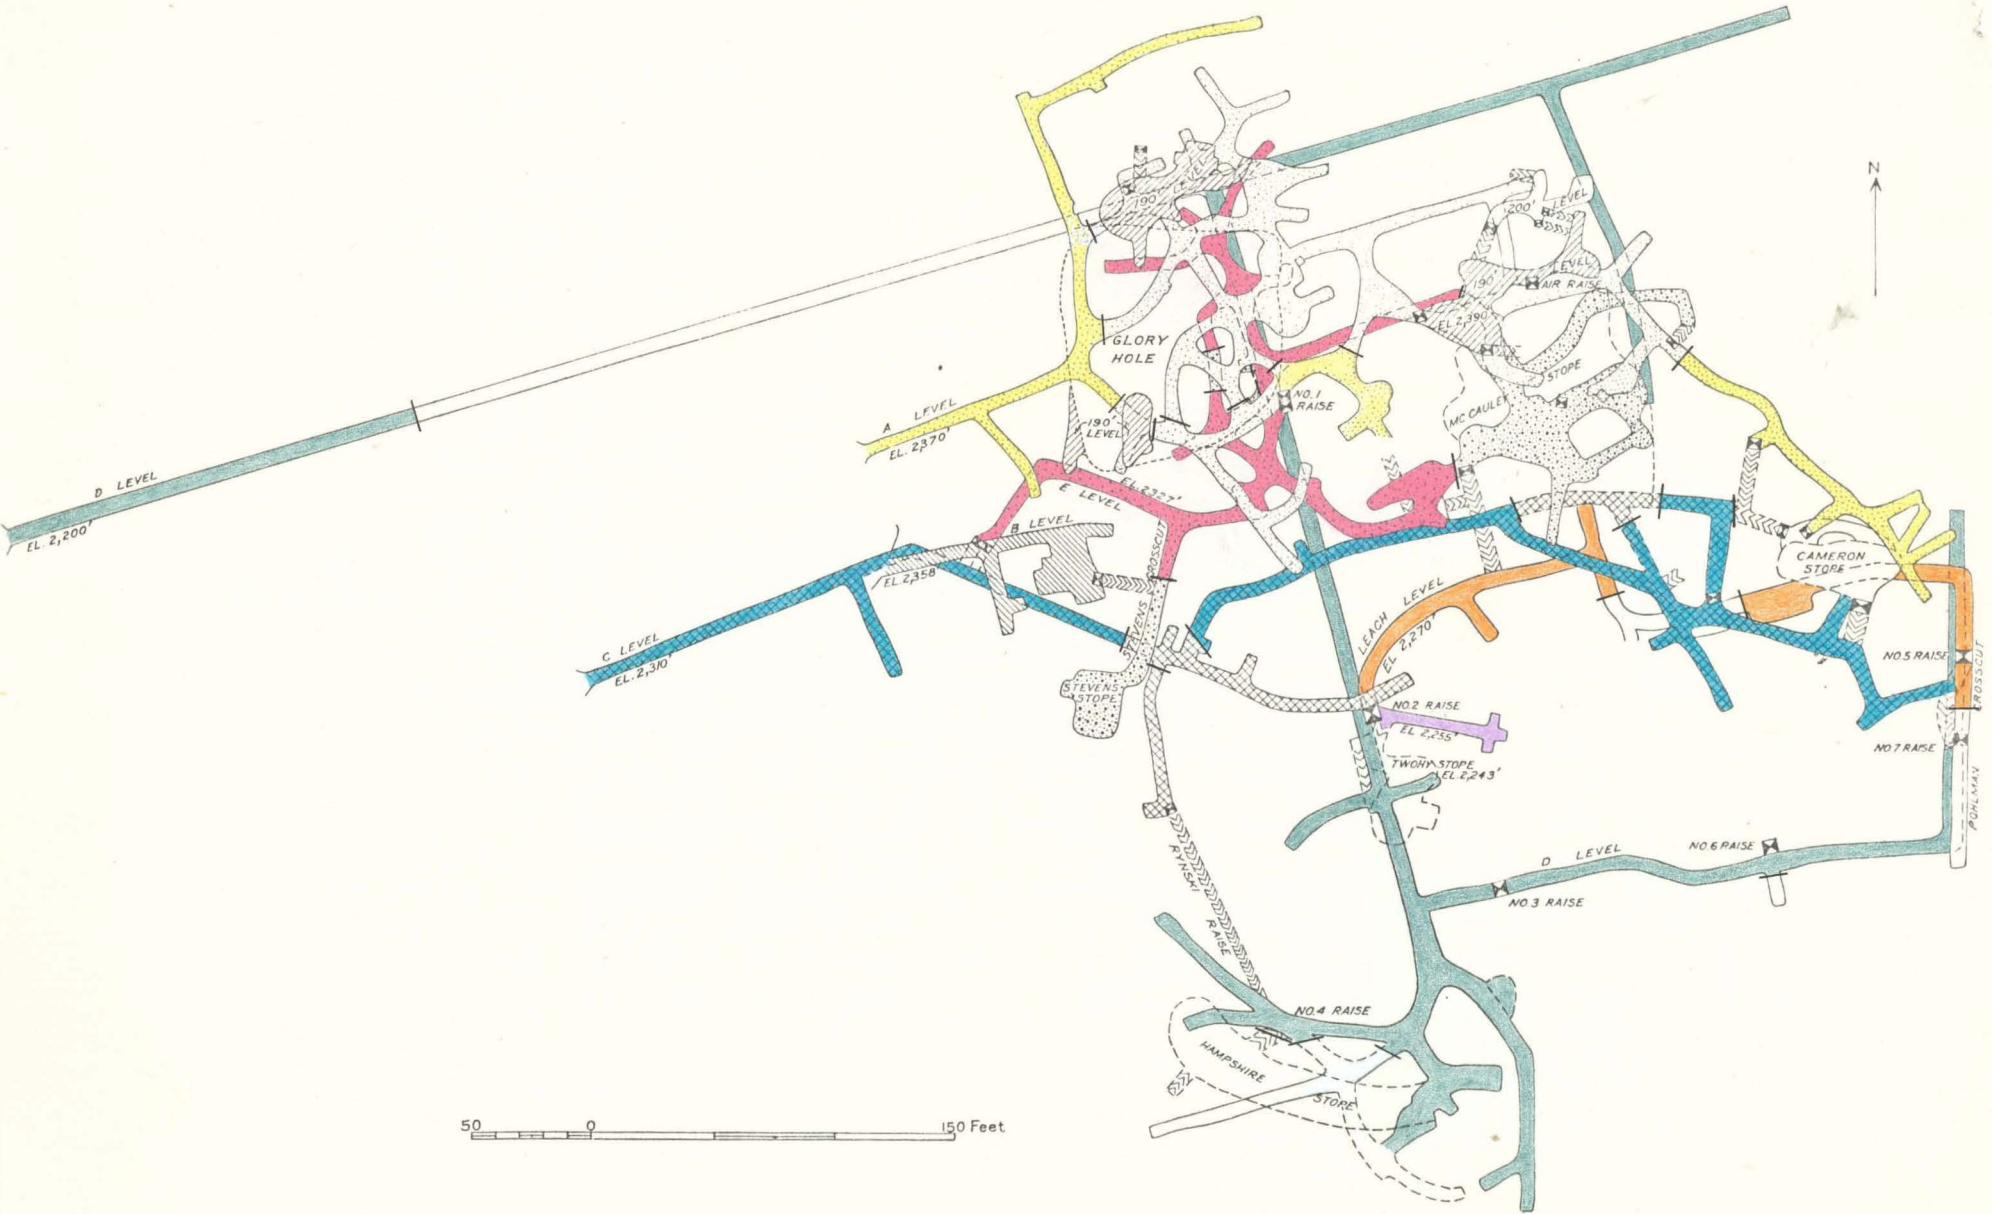 N
190'
LEVEL
200'
LEVEL
LEVEL
190'
AIR RAISE
EL 2,390'
GLORY
HOLE
STOPE
MC CAULEY
NO. 1
RAISE
A LEVEL
EL. 2,370'
190'
LEVEL
D LEVEL
EL. 2,200'
EL. 2327'
E LEVEL
B LEVEL
EL. 2,358'
STEVENS CROSSCUT
CAMERON
STOPE
C LEVEL
EL. 2,310'
LEACH LEVEL
EL 2,270'
STEVENS
STOPE
NO. 5 RAISE
NO. 2 RAISE
EL 2,255'
TWOHY STOPE
EL. 2,243'
NO 7 RAISE
POHLMAN CROSSCUT
NO. 6 RAISE
D LEVEL
NO. 3 RAISE
RYNSKI RAISE
NO. 4 RAISE
HAMPSHIRE
STOPE
50 0 150 Feet